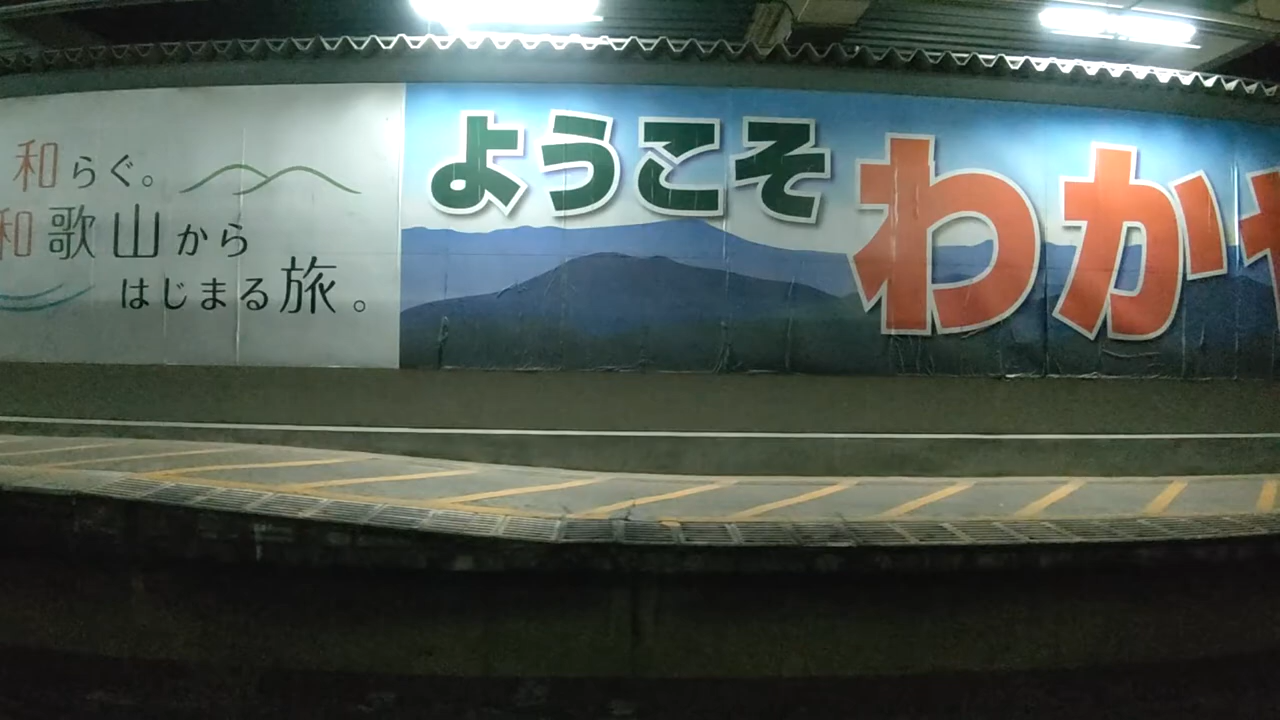 和らぐ。
和歌山から
はじまる旅。
ようこそ
わか